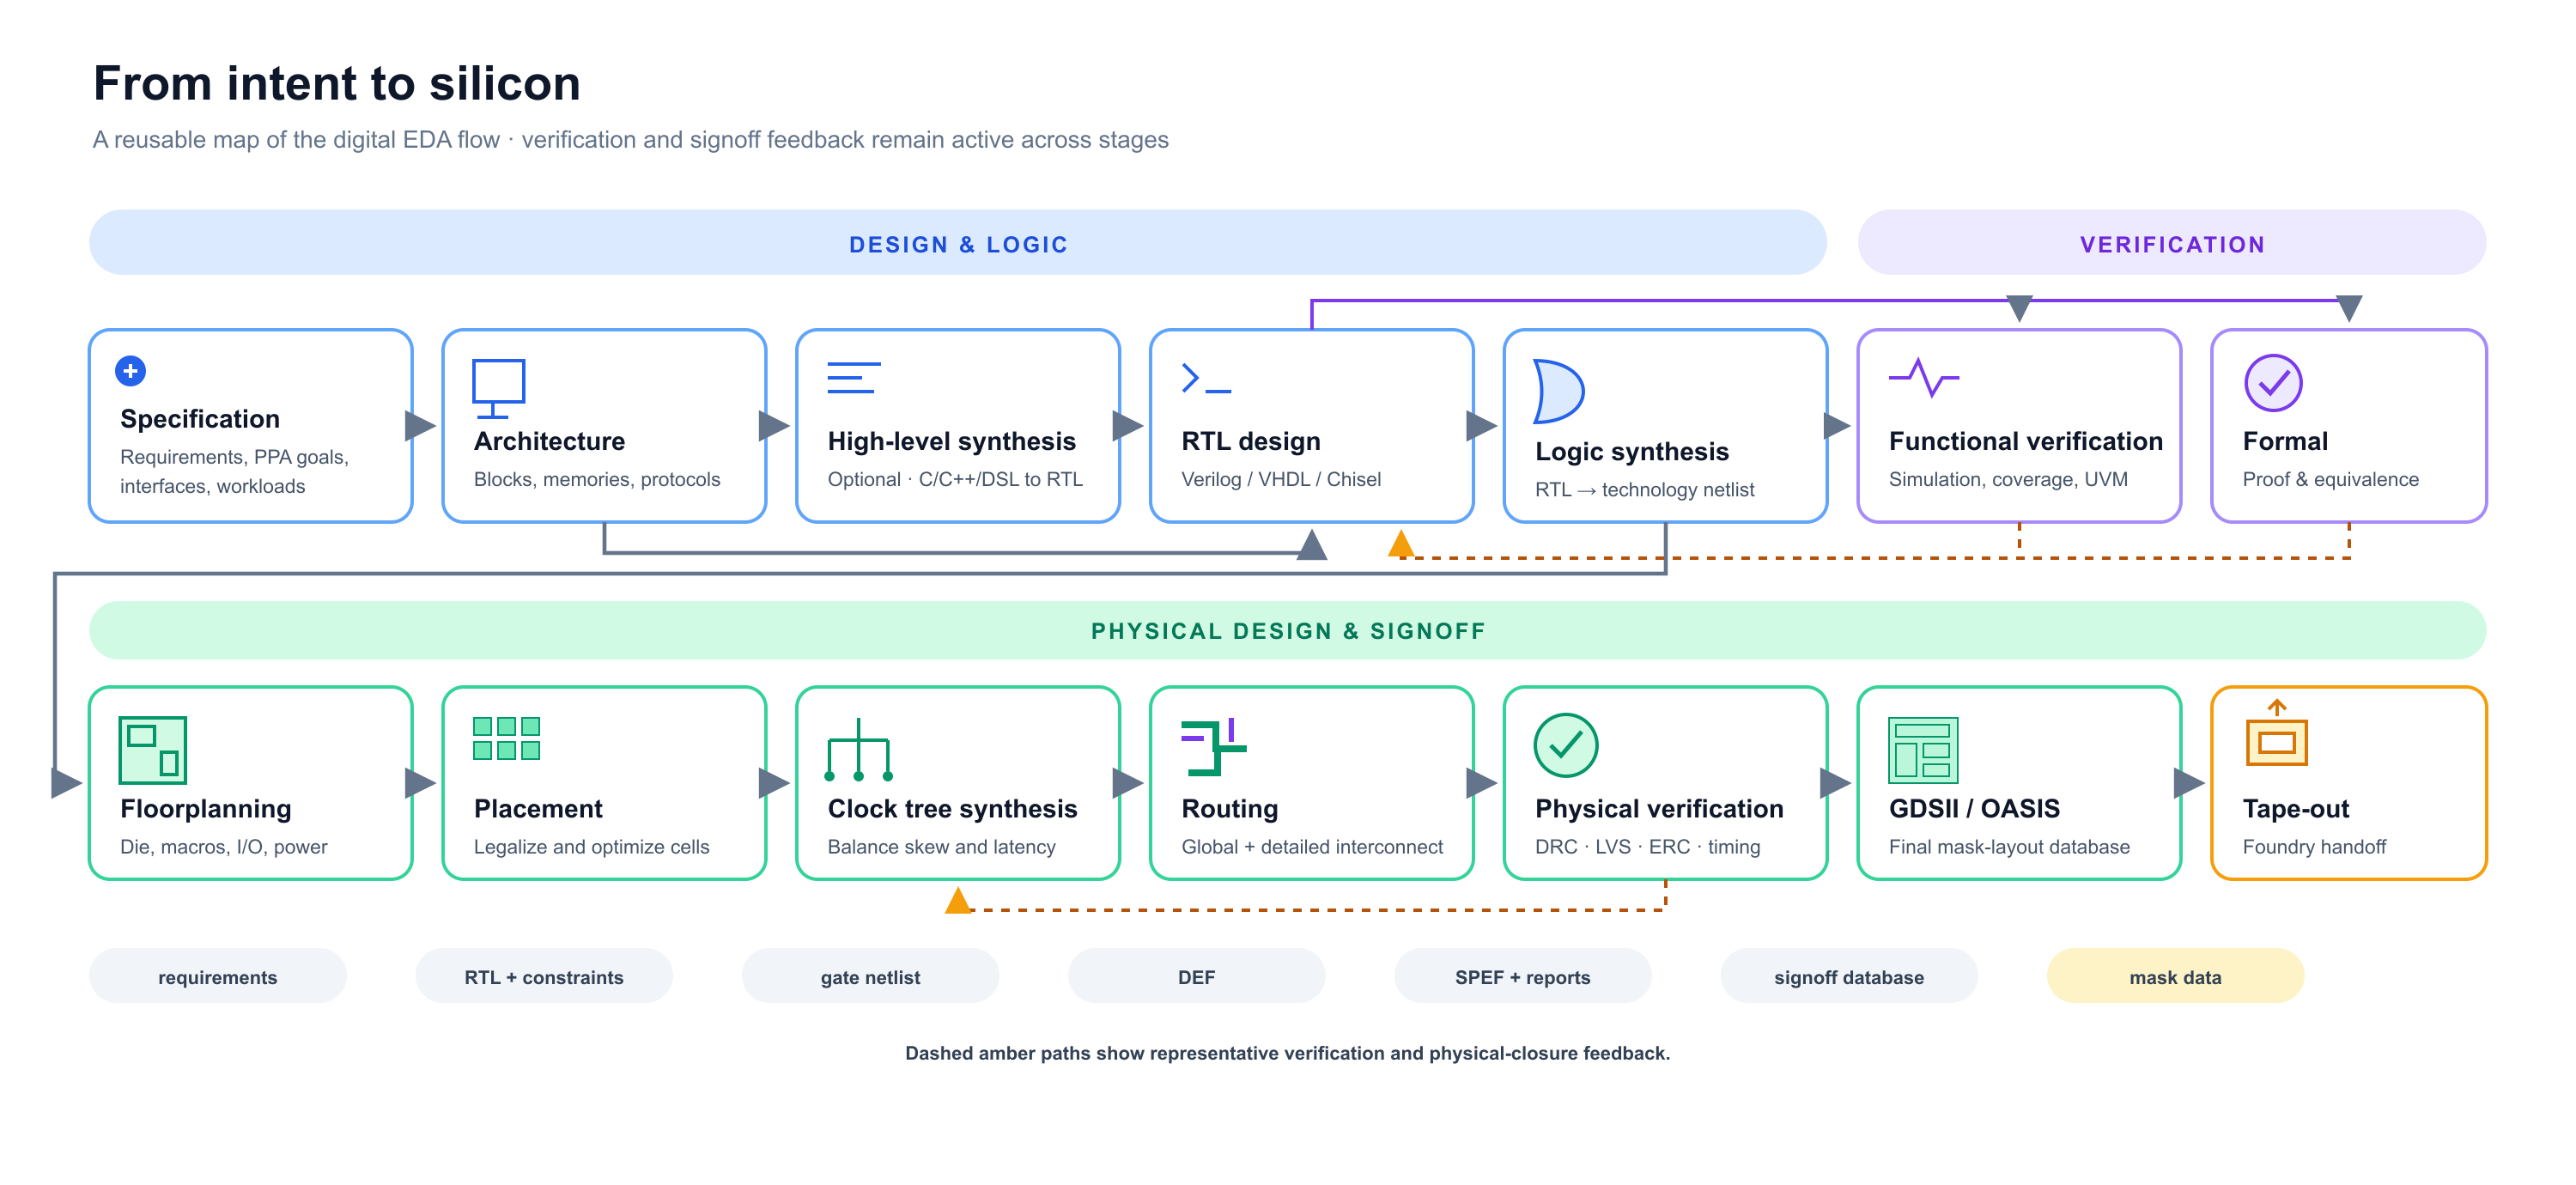 From intent to silicon
A reusable map of the digital EDA flow · verification and signoff feedback remain active across stages
DESIGN & LOGIC
VERIFICATION
Specification
Requirements, PPA goals,
interfaces, workloads
Architecture
Blocks, memories, protocols
High-level synthesis
Optional · C/C++/DSL to RTL
RTL design
Verilog / VHDL / Chisel
Logic synthesis
RTL → technology netlist
Functional verification
Simulation, coverage, UVM
Formal
Proof & equivalence
PHYSICAL DESIGN & SIGNOFF
Floorplanning
Die, macros, I/O, power
Placement
Legalize and optimize cells
Clock tree synthesis
Balance skew and latency
Routing
Global + detailed interconnect
Physical verification
DRC · LVS · ERC · timing
GDSII / OASIS
Final mask-layout database
Tape-out
Foundry handoff
requirements
RTL + constraints
gate netlist
DEF
SPEF + reports
signoff database
mask data
Dashed amber paths show representative verification and physical-closure feedback.